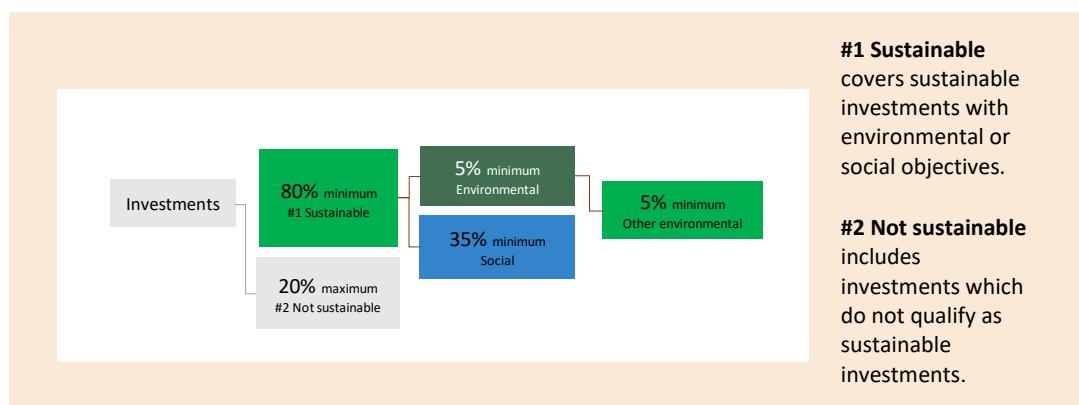 Investments
80% minimum
#1 Sustainable
20% maximum
#2 Not sustainable
5% minimum
Environmental
35% minimum
Social
5% minimum
Other environmental
#1 Sustainable
covers sustainable
investments with
environmental or
social objectives.
#2 Not sustainable
includes
investments which
do not qualify as
sustainable
investments.